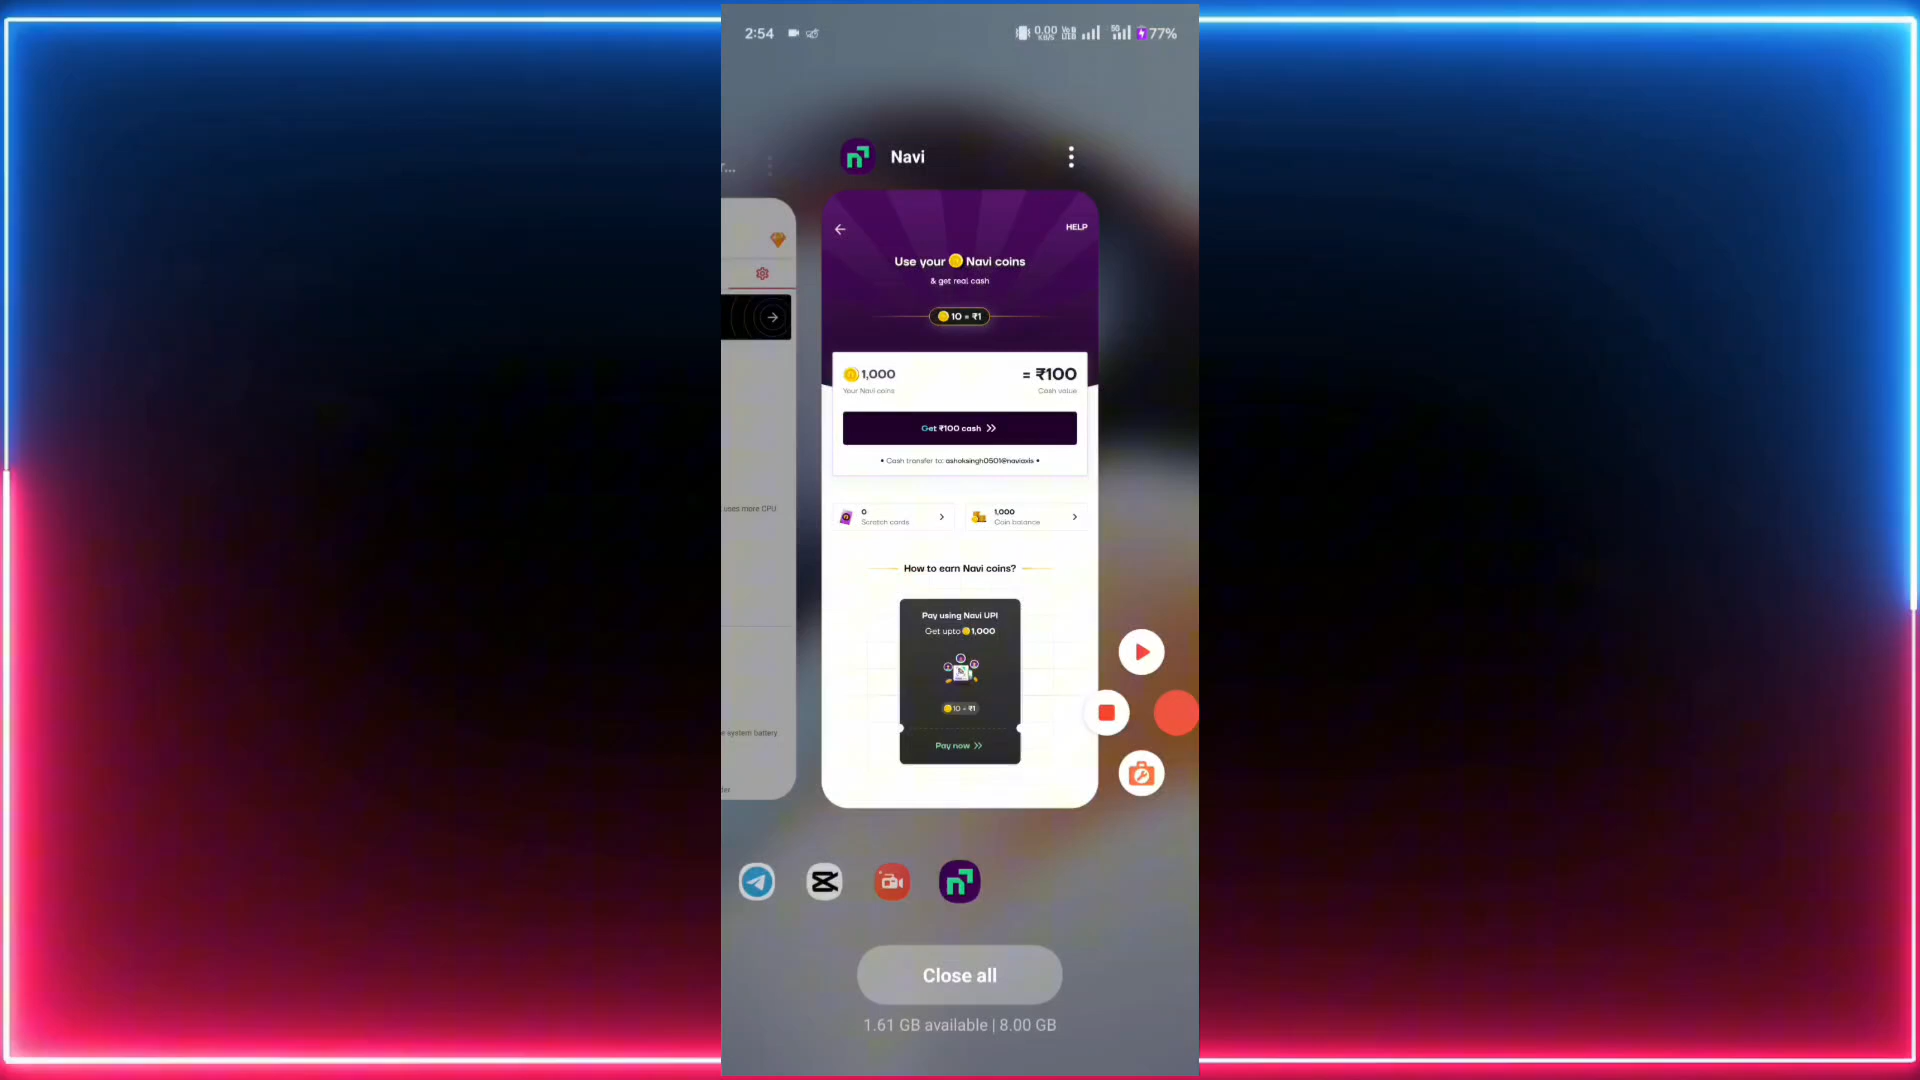 2:54
0.00 KB/S
5G
77%
Navi
HELP
Use your Navi coins
& get real cash
10 = ₹1
1,000
= ₹100
Your Navi coins
Cash value
Get ₹100 cash
• Cash transfer to: ashoksingh0501@naviaxis •
0
Scratch cards
1,000
Coin balance
uses more CPU
How to earn Navi coins?
Pay using Navi UPI
Get upto 1,000
10 = ₹1
system battery
Pay now
Close all
1.61 GB available | 8.00 GB